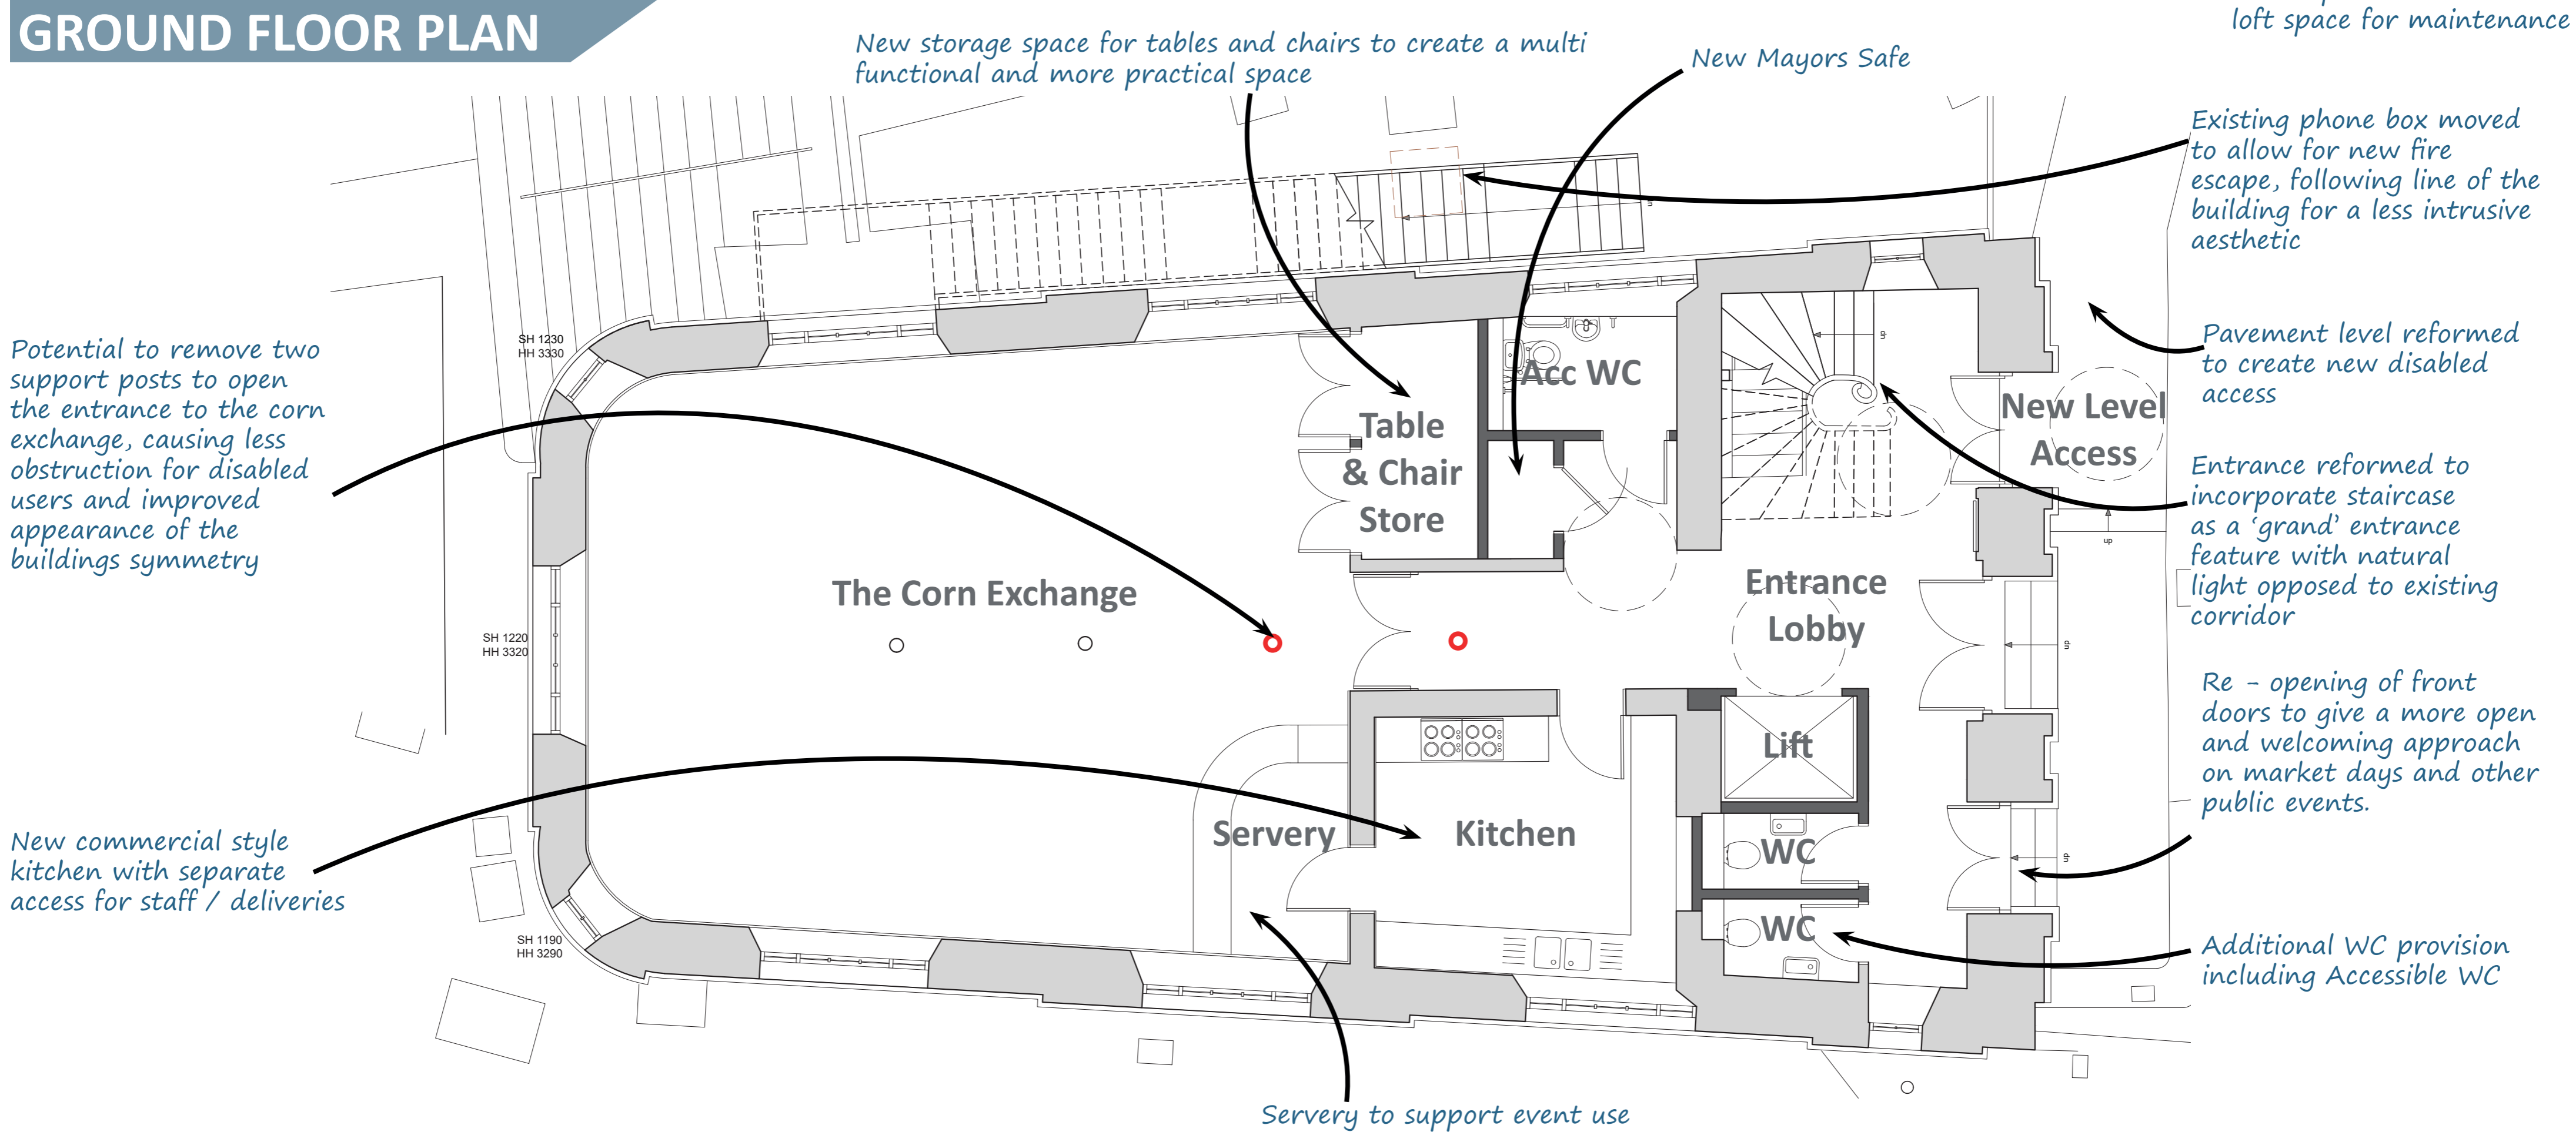 GROUND FLOOR PLAN
loft space for maintenance
New storage space for tables and chairs to create a multi
functional and more practical space
New Mayors Safe
Existing phone box moved
to allow for new fire
escape, following line of the
building for a less intrusive
aesthetic
Pavement level reformed
to create new disabled
access
Entrance reformed to
incorporate staircase
as a ‘grand’ entrance
feature with natural
light opposed to existing
corridor
Re - opening of front
doors to give a more open
and welcoming approach
on market days and other
public events.
Additional WC provision
including Accessible WC
Potential to remove two
support posts to open
the entrance to the corn
exchange, causing less
obstruction for disabled
users and improved
appearance of the
buildings symmetry
New commercial style
kitchen with separate
access for staff / deliveries
Servery to support event use
SH 1230
HH 3330
SH 1220
HH 3320
SH 1190
HH 3290
The Corn Exchange
Table
& Chair
Store
Acc WC
New Level
Access
Entrance
Lobby
Lift
Servery
Kitchen
WC
WC
dn
up
dn
dn